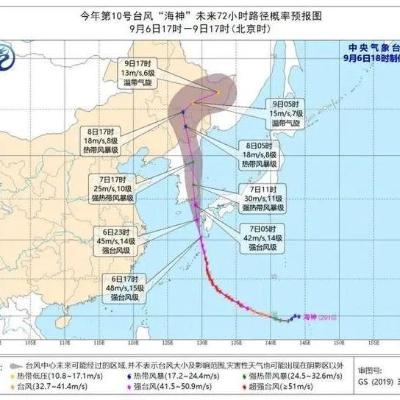 今年第10号台风“海神”未来72小时路径概率预报图
9月6日17时—9日17时(北京时)
中央气象台
9月6日18时制作
9日17时
13m/s,6级
温带气旋
9日05时
15m/s,7级
温带气旋
8日17时
18m/s,8级
热带风暴级
8日05时
18m/s,8级
热带风暴级
7日17时
25m/s,10级
强热带风暴级
7日11时
30m/s,11级
强热带风暴级
6日23时
45m/s,14级
强台风级
7日05时
42m/s,14级
强台风级
6日17时
48m/s,15级
强台风级
海神(2010)
台风中心未来可能经过的区域,并不表示台风大小及影响范围,灾害性天气也可能出现在阴影区以外
审图号:
热带低压(10.8~17.1m/s)
热带风暴(17.2~24.4m/s)
强热带风暴(24.5~32.6m/s)
GS (2019) 3
台风(32.7~41.4m/s)
强台风(41.5~50.9m/s)
超强台风(≥51m/s)